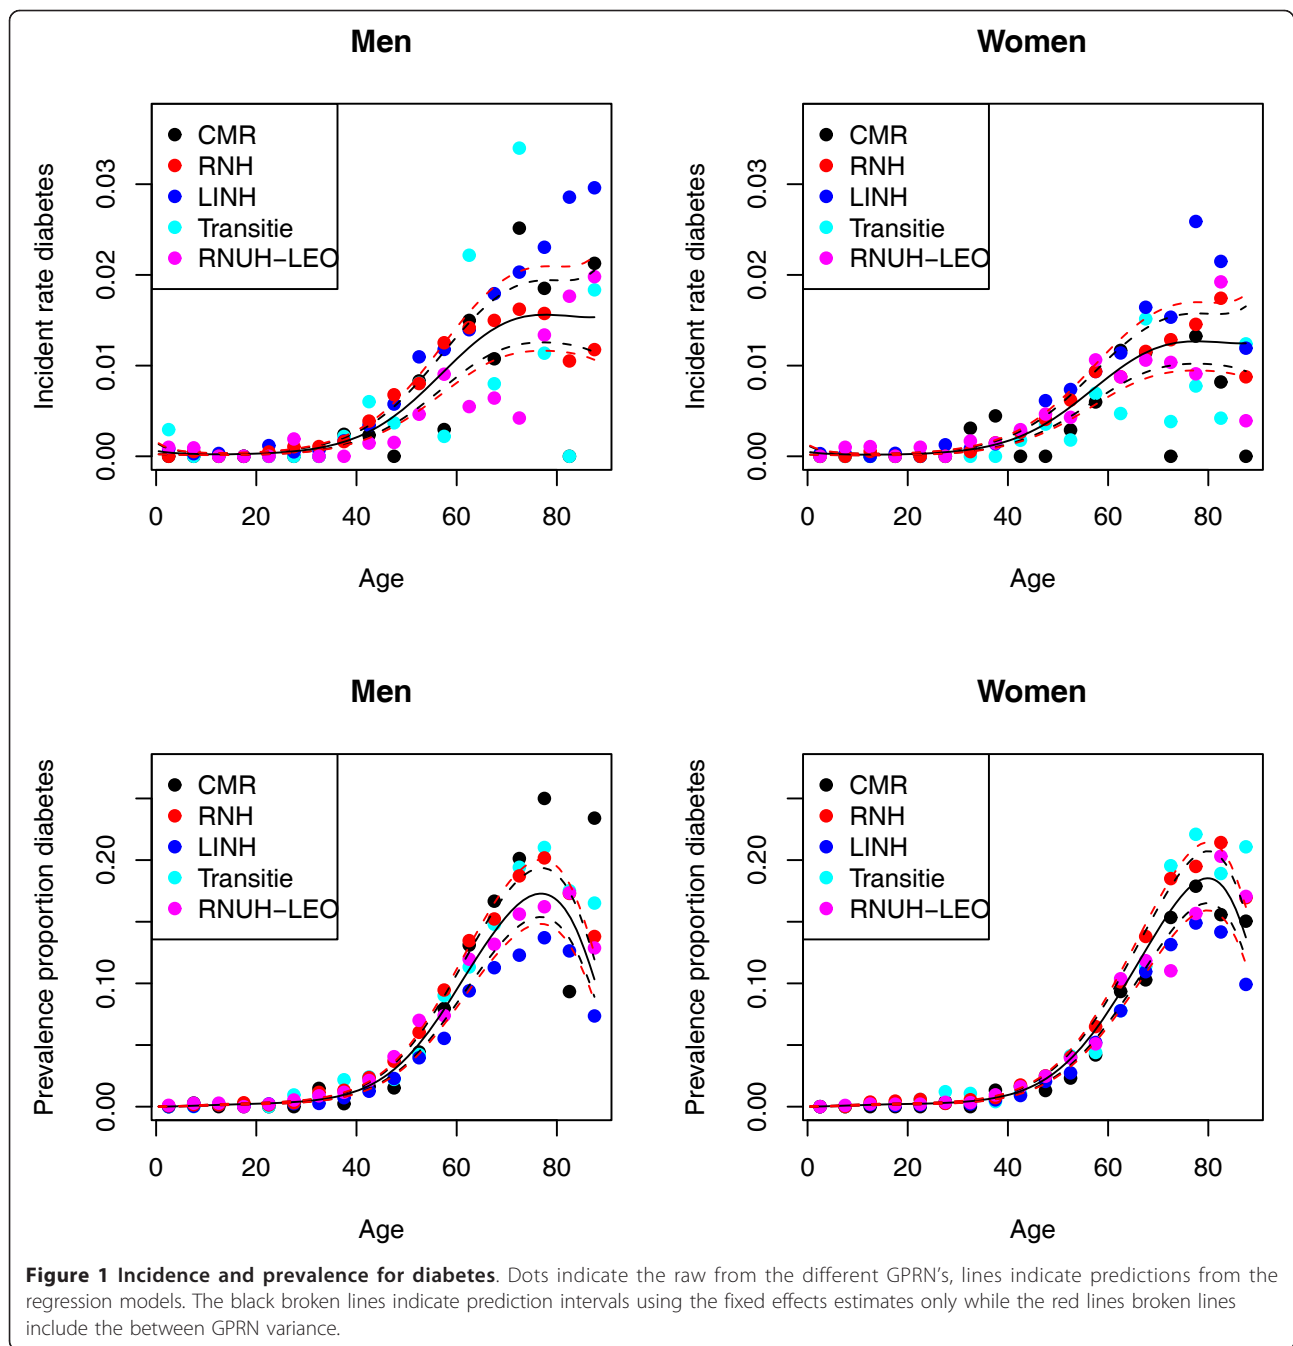 Men
Women
Incident rate diabetes
0.00
0.01
0.02
0.03
CMR
RNH
LINH
Transitie
RNUH-LEO
0
20
40
60
80
Age
Incident rate diabetes
0.00
0.01
0.02
0.03
CMR
RNH
LINH
Transitie
RNUH-LEO
0
20
40
60
80
Age
Men
Women
Prevalence proportion diabetes
0.00
0.10
0.20
CMR
RNH
LINH
Transitie
RNUH-LEO
0
20
40
60
80
Age
Prevalence proportion diabetes
0.00
0.10
0.20
CMR
RNH
LINH
Transitie
RNUH-LEO
0
20
40
60
80
Age
Figure 1 Incidence and prevalence for diabetes. Dots indicate the raw from the different GPRN's, lines indicate predictions from the
regression models. The black broken lines indicate prediction intervals using the fixed effects estimates only while the red lines broken lines
include the between GPRN variance.